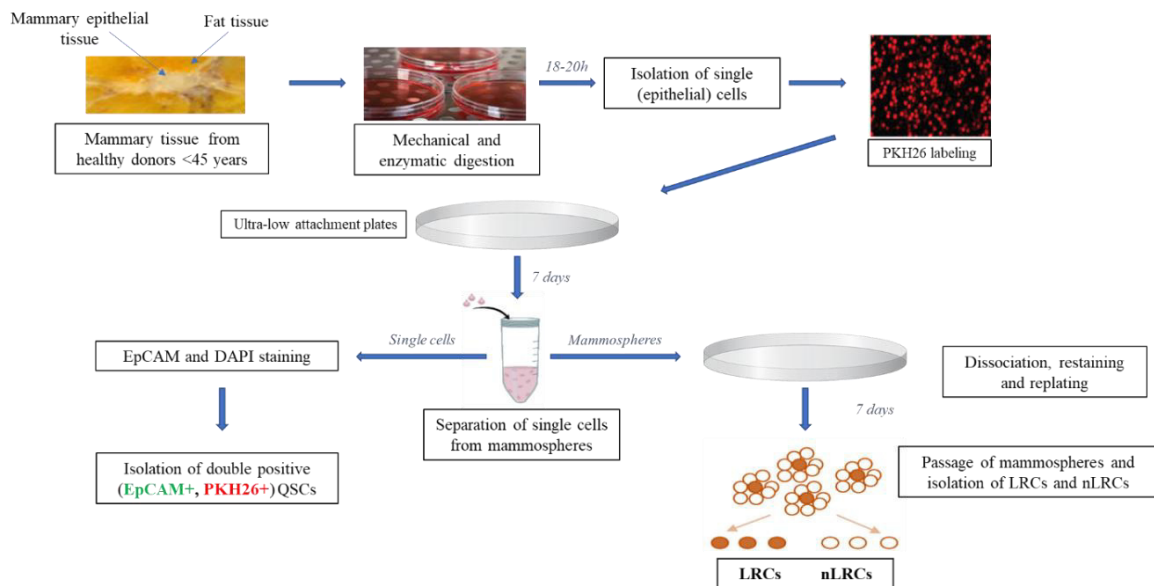 Mammary epithelial
tissue
Fat tissue
Mammary tissue from
healthy donors <45 years
Mechanical and
enzymatic digestion
18-20h
Isolation of single
(epithelial) cells
PKH26 labeling
Ultra-low attachment plates
7 days
Single cells
Mammospheres
EpCAM and DAPI staining
Separation of single cells
from mammospheres
Dissociation, restaining
and replating
7 days
Isolation of double positive
(EpCAM+, PKH26+) QSCs
Passage of mammospheres and
isolation of LRCs and nLRCs
LRCs nLRCs